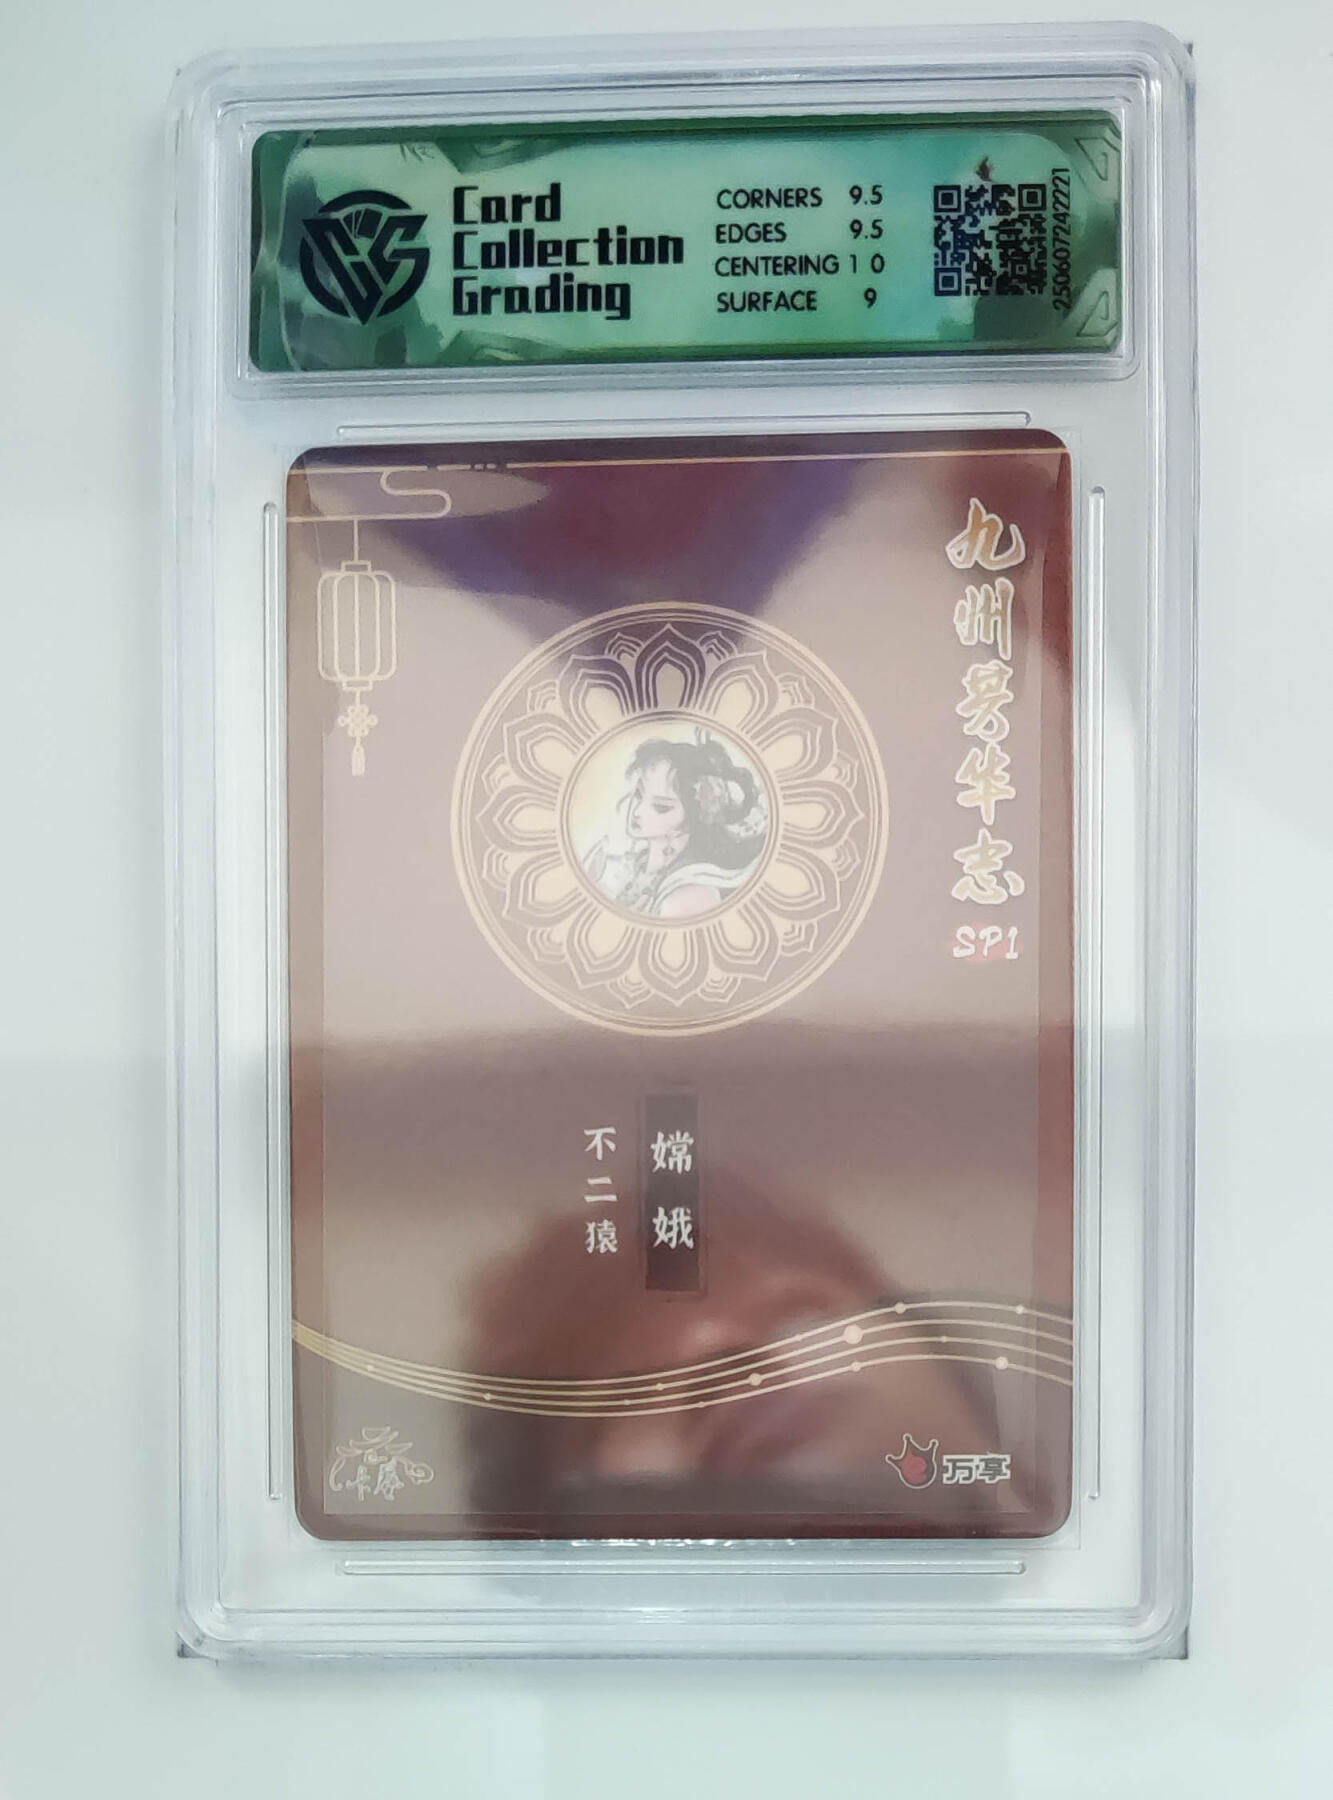 Card
Collection
Grading
CORNERS 9.5
EDGES 9.5
CENTERING 10
SURFACE 9
250607242221
九州芳华志
SP1
嫦娥
不二猿
万享